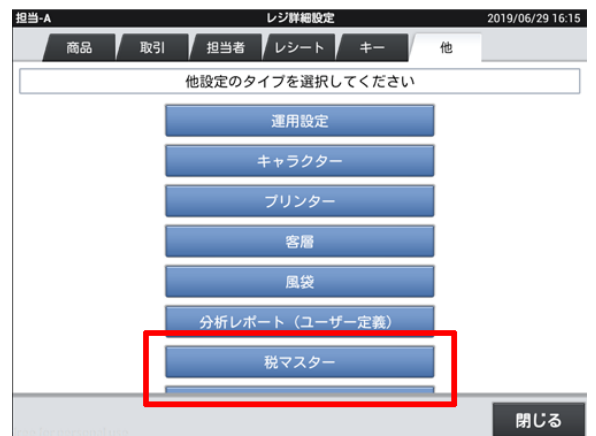 担当-A レジ詳細設定 2019/06/29 16:15
商品 取引 担当者 レシート キー 他
他設定のタイプを選択してください
運用設定
キャラクター
プリンター
客層
風袋
分析レポート（ユーザー定義）
税マスター
閉じる